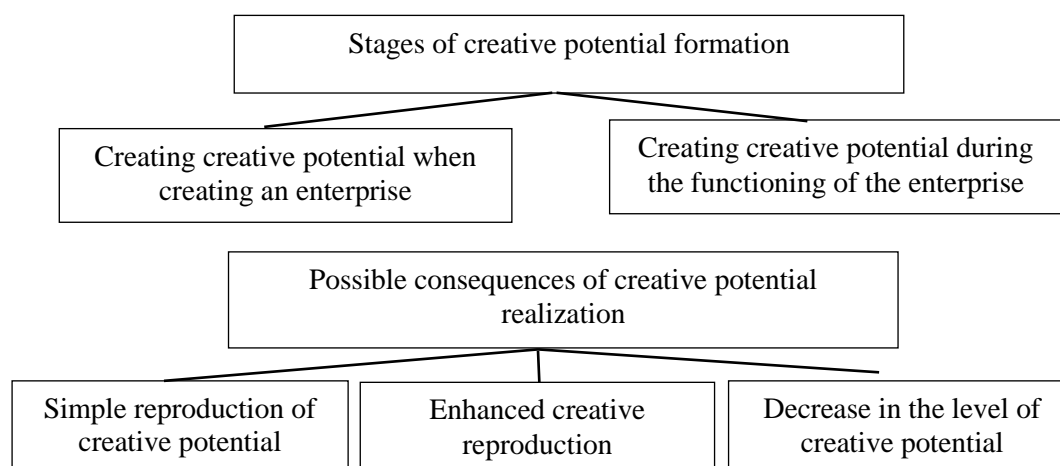 Stages of creative potential formation
Creating creative potential when
creating an enterprise
Creating creative potential during
the functioning of the enterprise
Possible consequences of creative potential
realization
Simple reproduction of
creative potential
Enhanced creative
reproduction
Decrease in the level of
creative potential